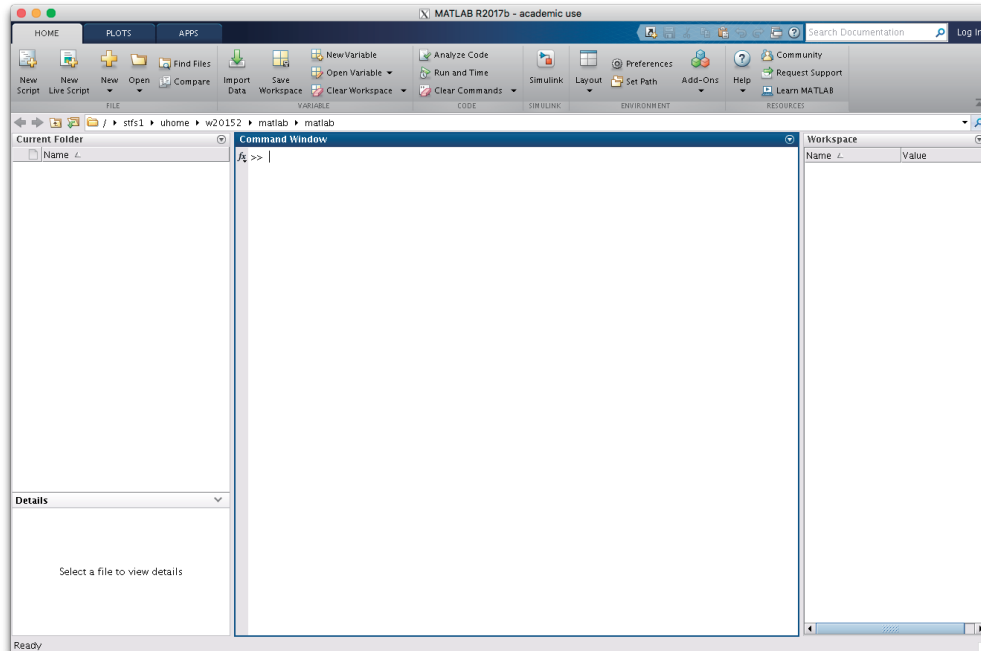 MATLAB R2017b - academic use
HOME PLOTS APPS
Search Documentation
Log In
New Script
New Live Script
New
Open
Find Files
Compare
Import Data
Save Workspace
New Variable
Open Variable
Clear Workspace
Analyze Code
Run and Time
Clear Commands
Simulink
Layout
Preferences
Set Path
Add-Ons
Help
Community
Request Support
Learn MATLAB
FILE VARIABLE CODE SIMULINK ENVIRONMENT RESOURCES
/ stfs1 uhome w20152 matlab matlab
Current Folder
Name
Command Window
fx >>
Workspace
Name Value
Details
Select a file to view details
Ready